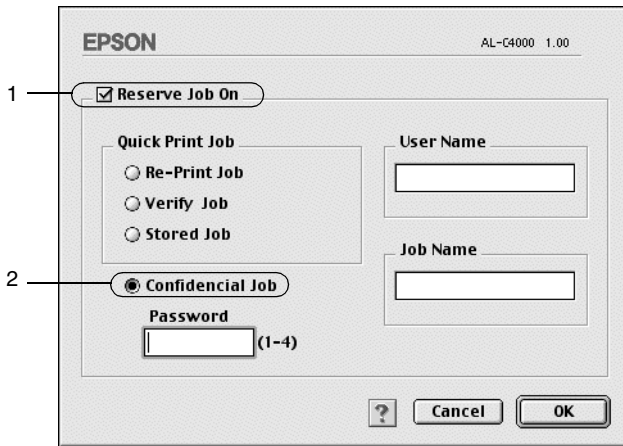 EPSON
AL-C4000 1.00
1
Reserve Job On
Quick Print Job
Re-Print Job
Verify Job
Stored Job
2
Confidencial Job
Password
(1-4)
User Name
Job Name
?
Cancel
OK